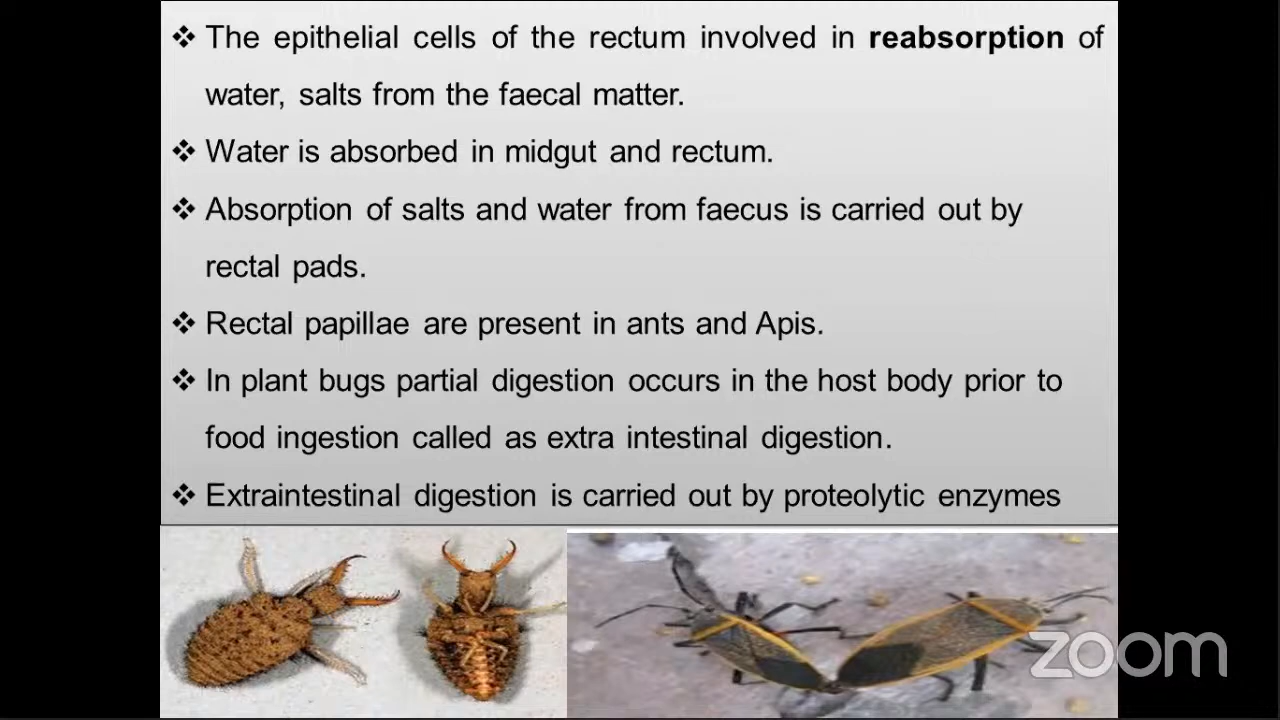 ❖ The epithelial cells of the rectum involved in reabsorption of
water, salts from the faecal matter.
❖ Water is absorbed in midgut and rectum.
❖ Absorption of salts and water from faecus is carried out by
rectal pads.
❖ Rectal papillae are present in ants and Apis.
❖ In plant bugs partial digestion occurs in the host body prior to
food ingestion called as extra intestinal digestion.
❖ Extraintestinal digestion is carried out by proteolytic enzymes
zoom